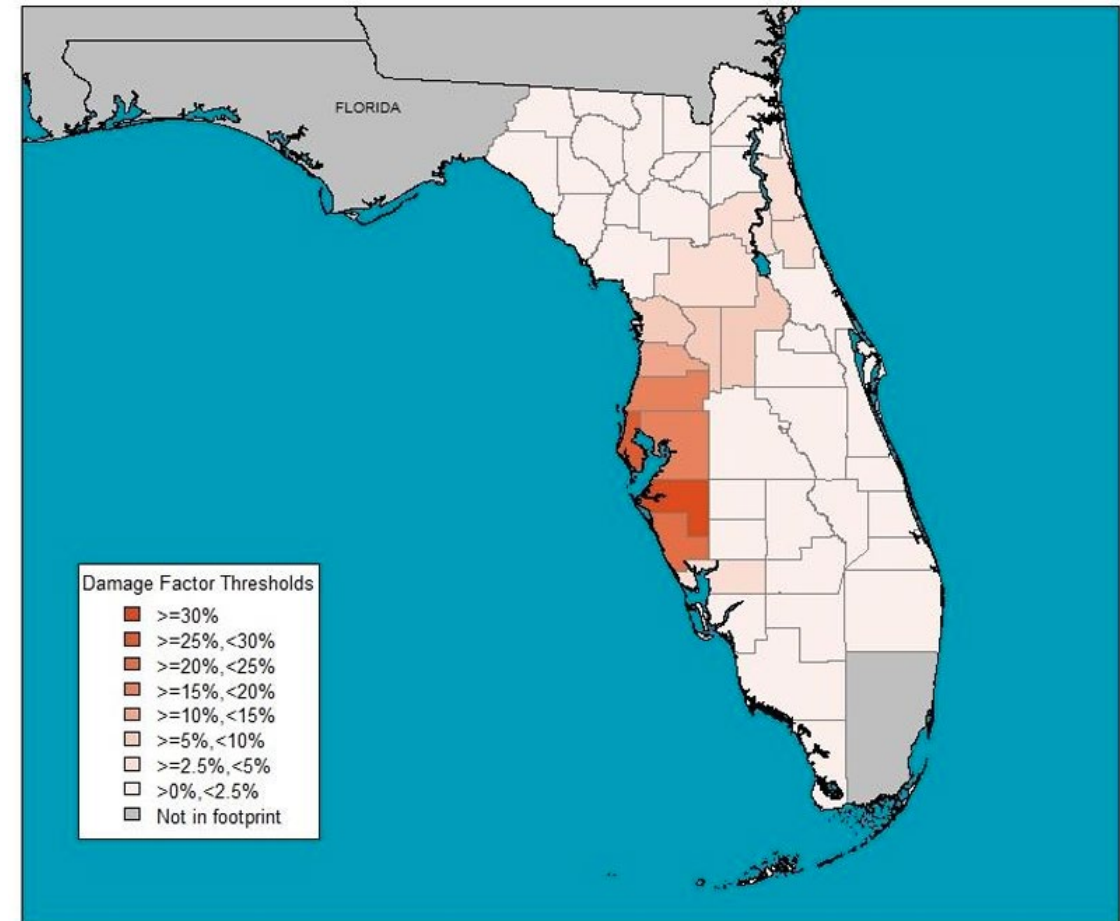 FLORIDA
Damage Factor Thresholds
>=30%
>=25%,<30%
>=20%,<25%
>=15%,<20%
>=10%,<15%
>=5%,<10%
>=2.5%,<5%
>0%,<2.5%
Not in footprint